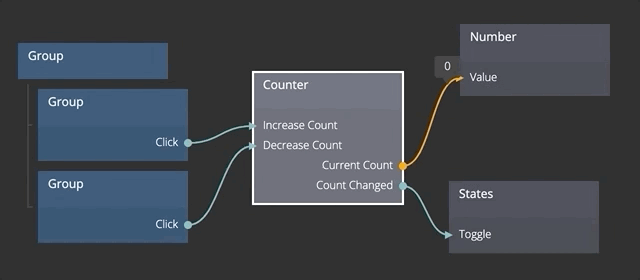 Group
Group
Click
Group
Click
Counter
Increase Count
Decrease Count
Current Count
Count Changed
0
Number
Value
States
Toggle